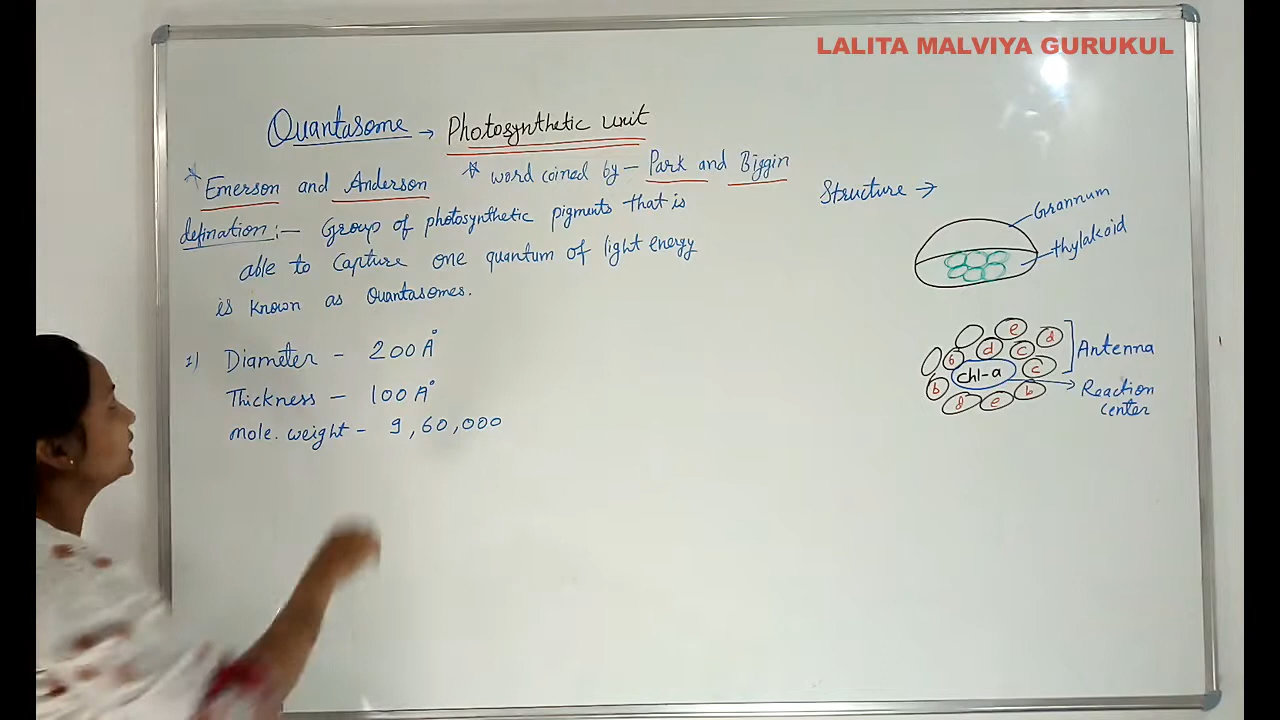 LALITA MALVIYA GURUKUL
Quantasome → Photosynthetic unit
* Emerson and Anderson * word coined by - Park and Biggin
defination :- Group of photosynthetic pigments that is
able to Capture one quantum of light energy
is known as Quantasomes.
1) Diameter - 200 A°
Thickness - 100 A°
mole. weight - 9,60,000
Structure →
Grannum
thylakoid
e
d
d
c
b
chl-a
c
b
b
d
e
Antenna
Reaction
center